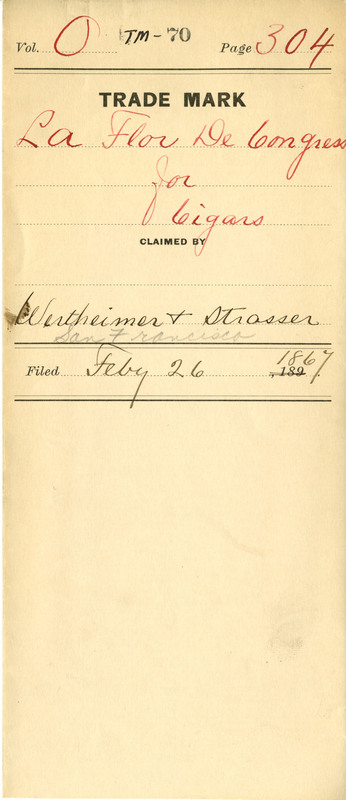 Vol. O TM-70 Page 304
TRADE MARK
La Flor De Congress
for
Cigars
CLAIMED BY
Wertheimer & Strasser
San Francisco
Filed Feby 26 1867
, 189 .